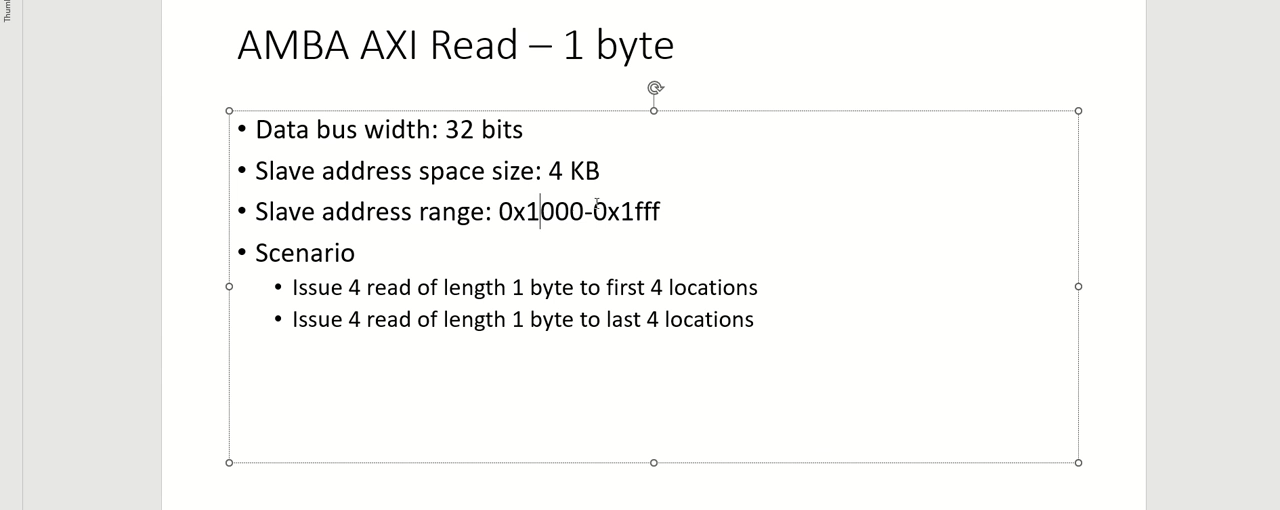 AMBA AXI Read – 1 byte
• Data bus width: 32 bits
• Slave address space size: 4 KB
• Slave address range: 0x1000-0x1fff
• Scenario
• Issue 4 read of length 1 byte to first 4 locations
• Issue 4 read of length 1 byte to last 4 locations